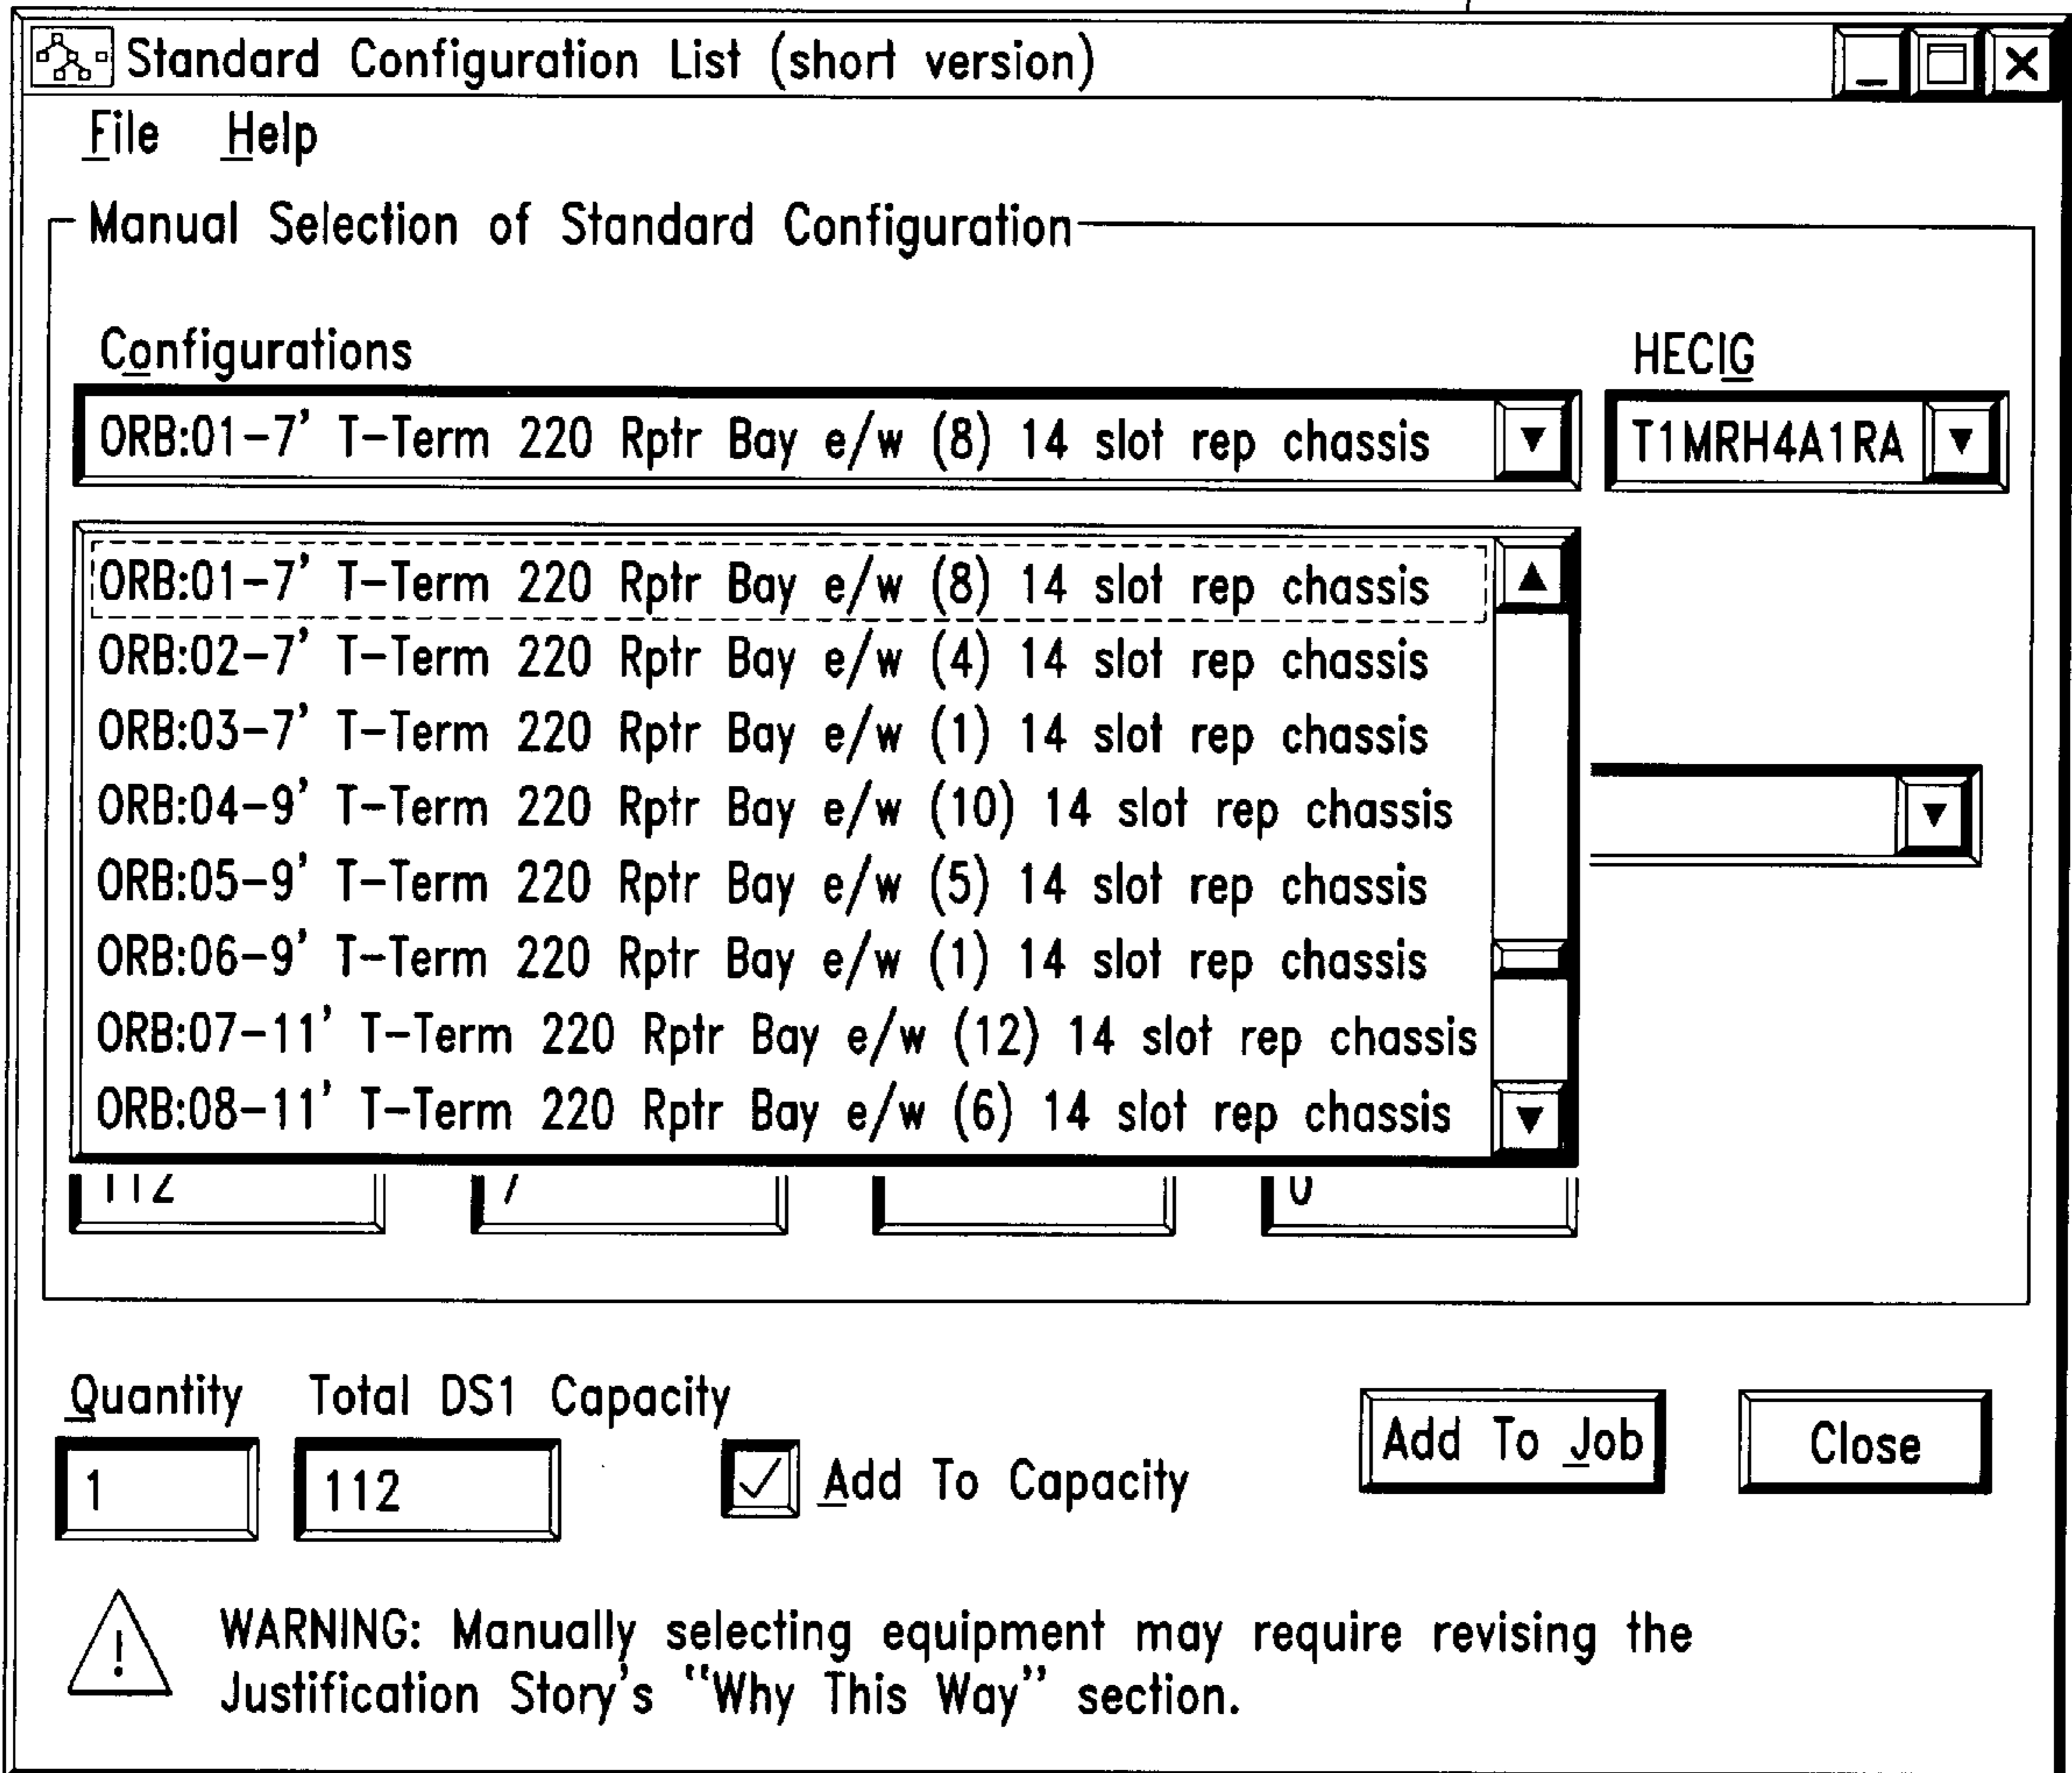 Standard Configuration List (short version)
File Help
Manual Selection of Standard Configuration
Configurations HECIG
ORB:01-7' T-Term 220 Rptr Bay e/w (8) 14 slot rep chassis T1MRH4A1RA
ORB:01-7' T-Term 220 Rptr Bay e/w (8) 14 slot rep chassis
ORB:02-7' T-Term 220 Rptr Bay e/w (4) 14 slot rep chassis
ORB:03-7' T-Term 220 Rptr Bay e/w (1) 14 slot rep chassis
ORB:04-9' T-Term 220 Rptr Bay e/w (10) 14 slot rep chassis
ORB:05-9' T-Term 220 Rptr Bay e/w (5) 14 slot rep chassis
ORB:06-9' T-Term 220 Rptr Bay e/w (1) 14 slot rep chassis
ORB:07-11' T-Term 220 Rptr Bay e/w (12) 14 slot rep chassis
ORB:08-11' T-Term 220 Rptr Bay e/w (6) 14 slot rep chassis
Quantity Total DS1 Capacity
1 112 Add To Capacity Add To Job Close
! WARNING: Manually selecting equipment may require revising the
Justification Story's "Why This Way" section.